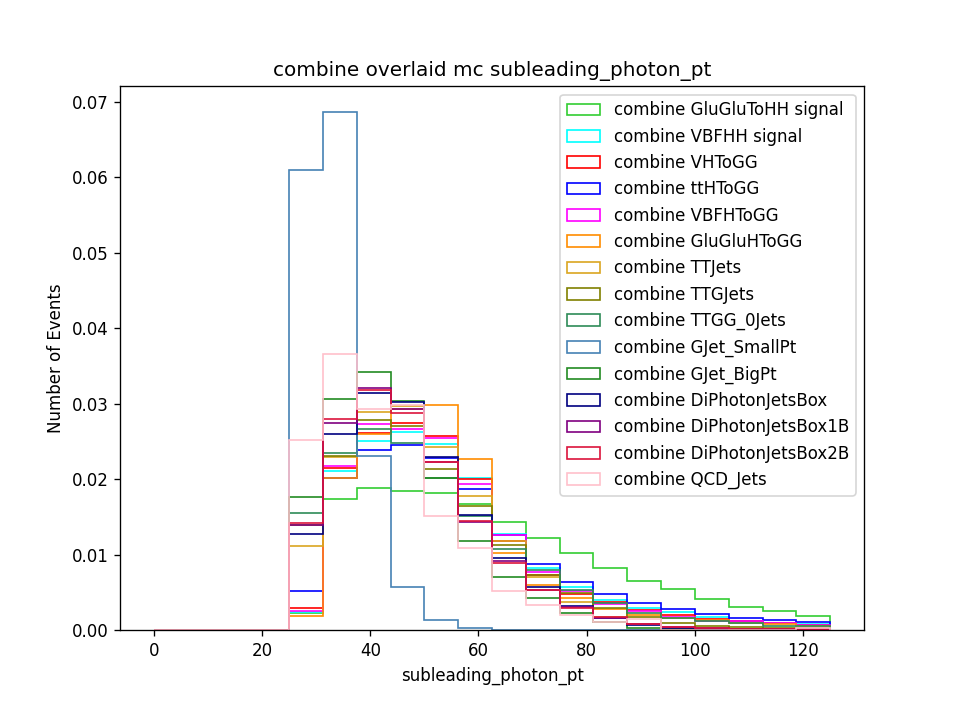 combine overlaid mc subleading_photon_pt
0.07
0.06
0.05
0.04
0.03
0.02
0.01
0.00
Number of Events
0
20
40
60
80
100
120
subleading_photon_pt
combine GluGluToHH signal
combine VBFHH signal
combine VHToGG
combine ttHToGG
combine VBFHToGG
combine GluGluHToGG
combine TTJets
combine TTGJets
combine TTGG_0Jets
combine GJet_SmallPt
combine GJet_BigPt
combine DiPhotonJetsBox
combine DiPhotonJetsBox1B
combine DiPhotonJetsBox2B
combine QCD_Jets